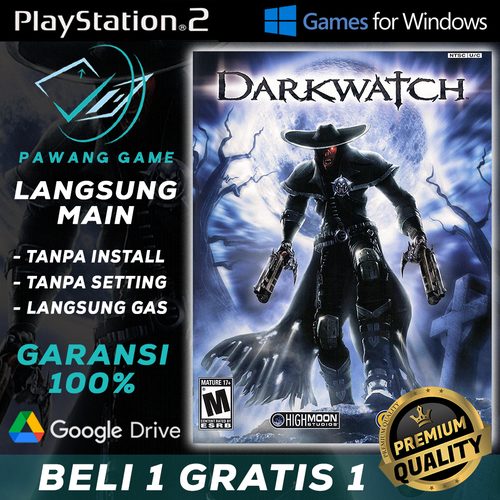 PlayStation®2
Games for Windows
NTSC U/C
DARKWATCH
PAWANG GAME
LANGSUNG
MAIN
- TANPA INSTALL
- TANPA SETTING
- LANGSUNG GAS
GARANSI
100%
Google Drive
MATURE 17+
M
ESRB
HIGH MOON
STUDIOS
PREMIUM
QUALITY
BELI 1 GRATIS 1